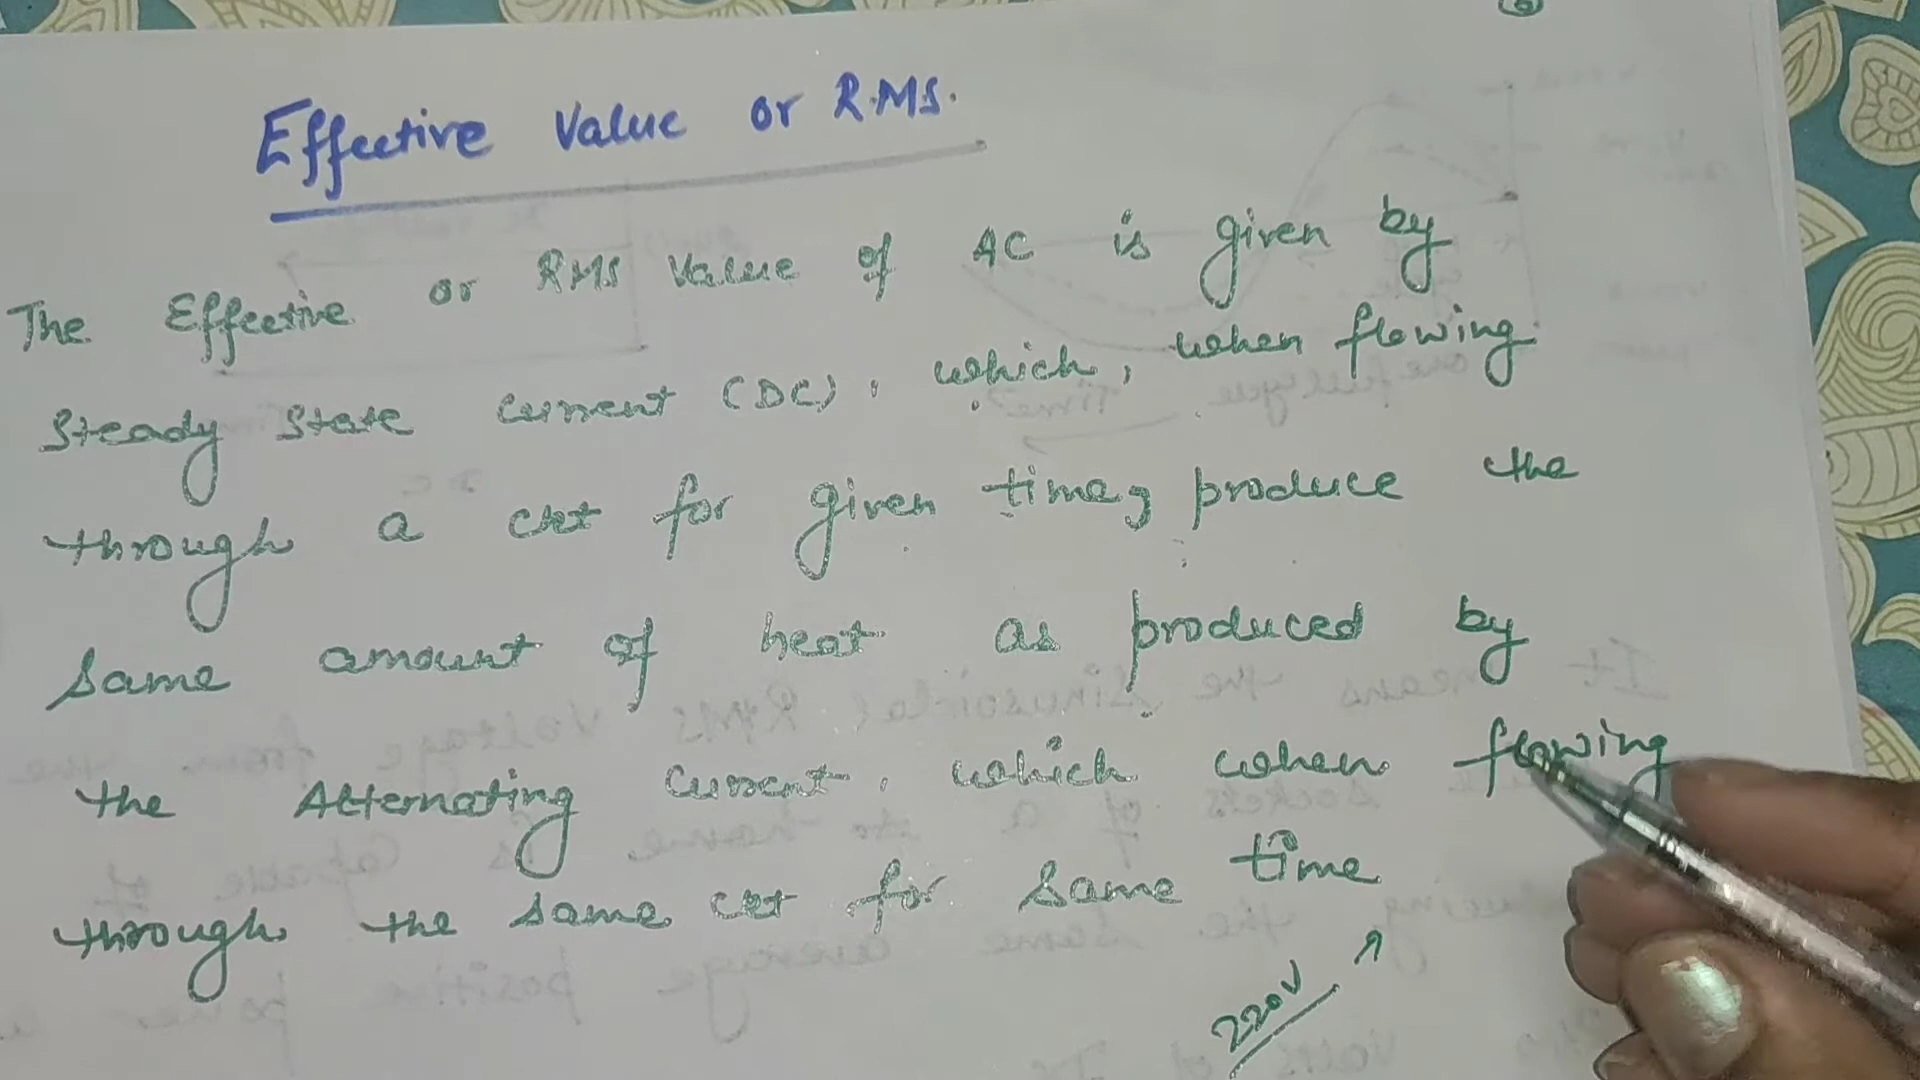 Effective Value or R.M.S.
The Effective or RMS Value of AC is given by
steady state current (DC), which, when flowing
through a ckt for given time, produce the
same amount of heat as produced by
the Alternating current, which when flowing
through the same ckt for same time
220V